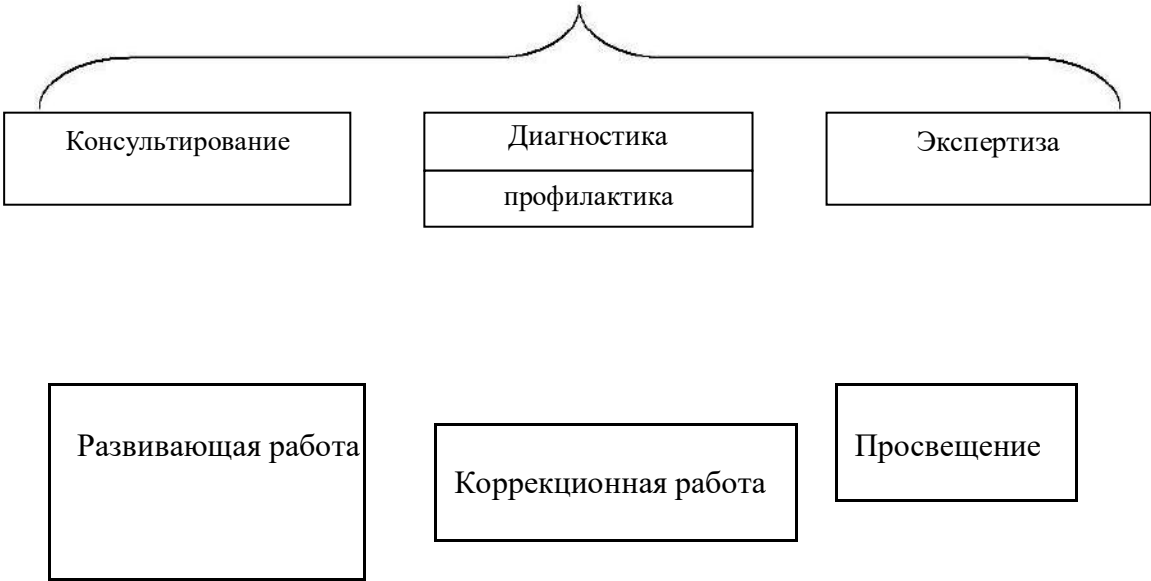 Консультирование
Диагностика
профилактика
Экспертиза
Развивающая работа
Коррекционная работа
Просвещение